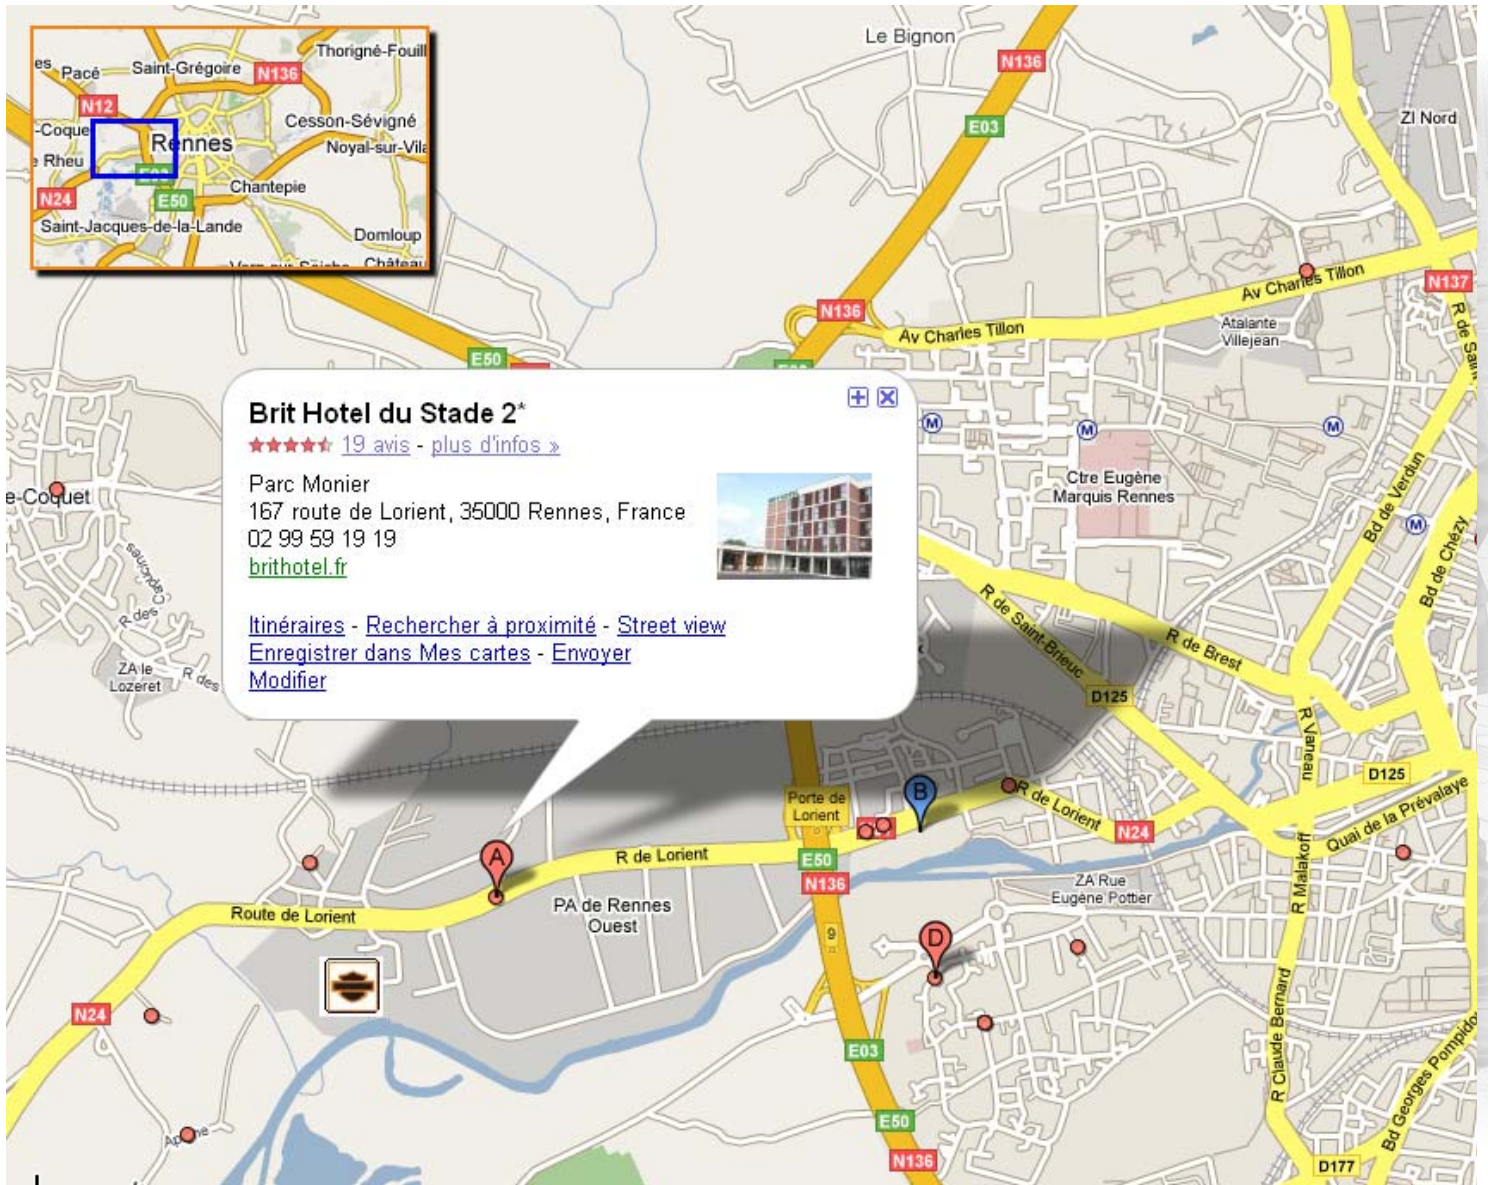 Thorigné-Fouill
es
Pacé
Saint-Grégoire
N136
N12
-Coque
Cesson-Sévigné
Rennes
Noyal-sur-Vila
Rheu
Chantepie
N24
E50
Saint-Jacques-de-la-Lande
Domloup
Château
Le Bignon
N136
E03
ZI Nord
N136
Av Charles Tillon
Av Charles Tillon
N137
Atalante
Villejean
E50
Brit Hotel du Stade 2*
19 avis - plus d'infos »
Parc Monier
167 route de Lorient, 35000 Rennes, France
02 99 59 19 19
brithotel.fr
Itinéraires - Rechercher à proximité - Street view
Enregistrer dans Mes cartes - Envoyer
Modifier
M
M
M
M
Ctre Eugène
Marquis Rennes
Bd de Verdun
Bd de Chézy
e-Coquet
R des
ZA le
Lozeret
R des
R de Saint-Brieuc
R de Brest
D125
R Vaneau
D125
Quai de la Prévalaye
Porte de
Lorient
B
R de Lorient
N24
A
R de Lorient
E50
N136
R Malakoff
Route de Lorient
PA de Rennes
Ouest
ZA Rue
Eugène Pottier
9
D
N24
E03
R Claude Bernard
Bd Georges Pompido
E50
N136
D177